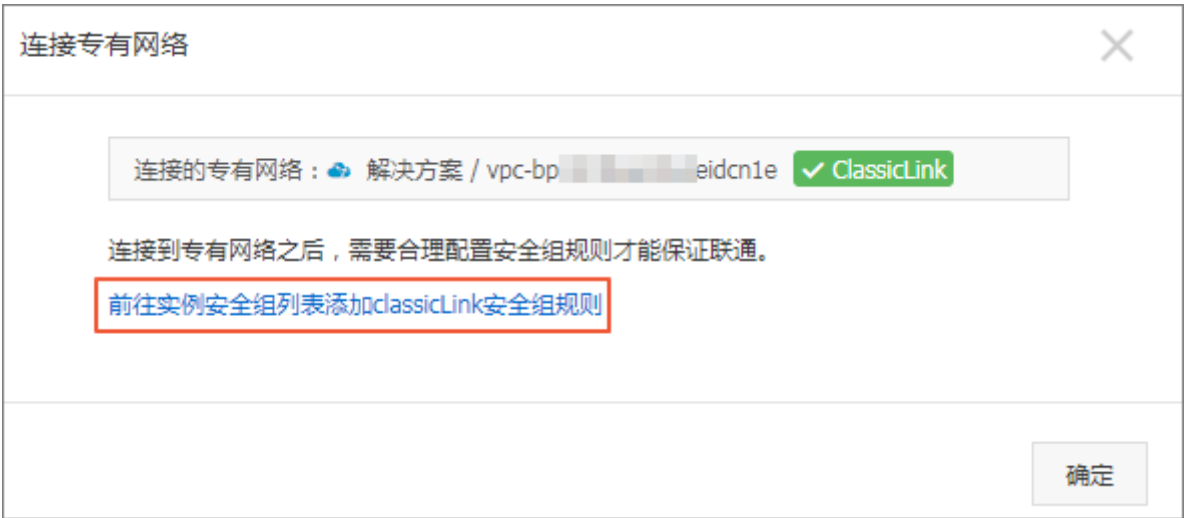 连接专有网络
连接的专有网络： 解决方案 / vpc-bp eidcn1e ClassicLink
连接到专有网络之后，需要合理配置安全组规则才能保证联通。
前往实例安全组列表添加classicLink安全组规则
确定